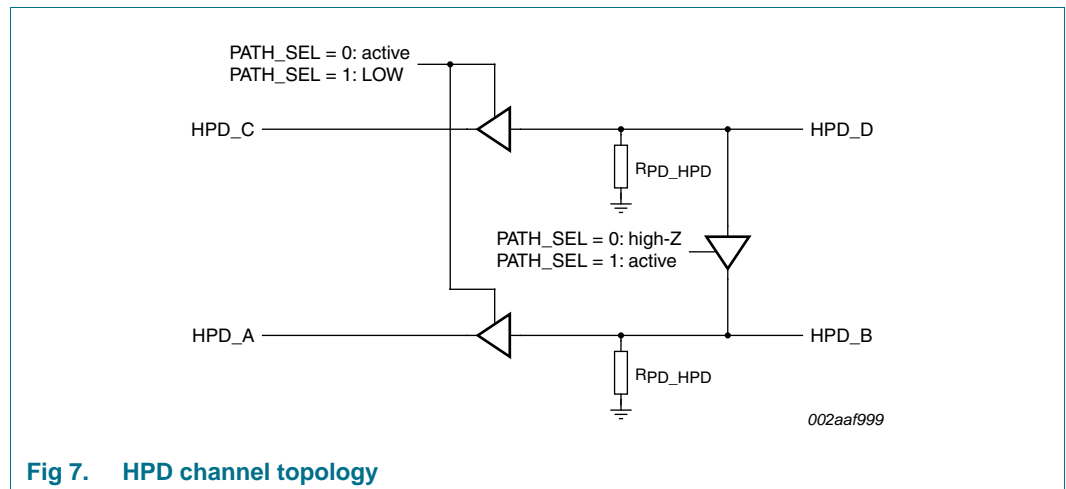 PATH_SEL = 0: active
PATH_SEL = 1: LOW
HPD_C
HPD_D
RPD_HPD
PATH_SEL = 0: high-Z
PATH_SEL = 1: active
HPD_A
HPD_B
RPD_HPD
002aaf999
Fig 7. HPD channel topology